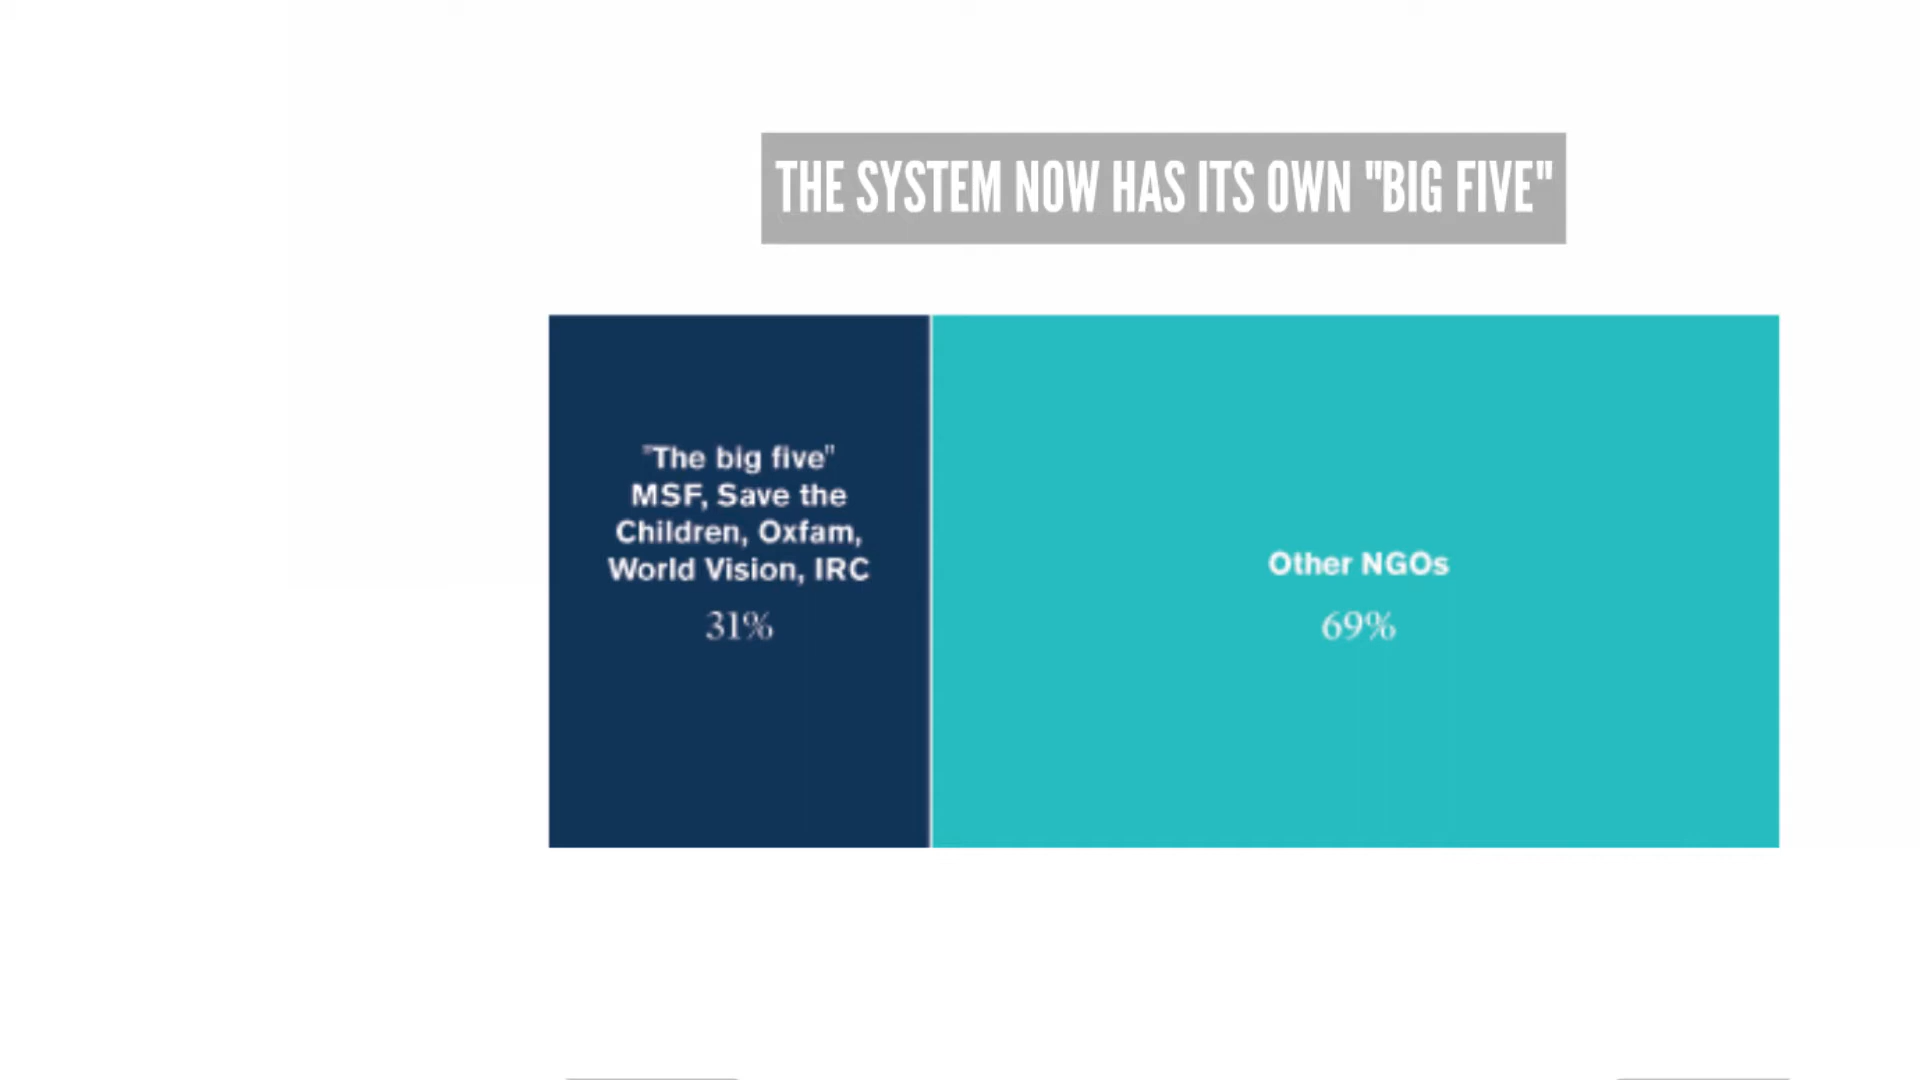 THE SYSTEM NOW HAS ITS OWN "BIG FIVE"
"The big five"
MSF, Save the
Children, Oxfam,
World Vision, IRC
31%
Other NGOs
69%